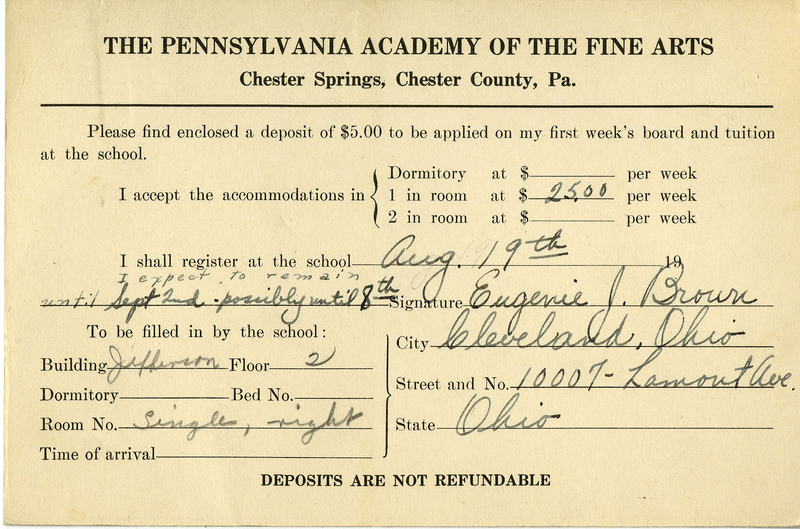 THE PENNSYLVANIA ACADEMY OF THE FINE ARTS
Chester Springs, Chester County, Pa.
Please find enclosed a deposit of $5.00 to be applied on my first week's board and tuition
at the school.
I accept the accommodations in
Dormitory at $ per week
1 in room at $ 25.00 per week
2 in room at $ per week
I shall register at the school Aug. 19th 19
I expect to remain
until Sept 2nd - possibly until 8th
Signature Eugenie J. Brown
To be filled in by the school:
Building Jefferson Floor 2
Dormitory Bed No.
Room No. Single, right
Time of arrival
City Cleveland, Ohio
Street and No. 10007- Lamont Ave.
State Ohio
DEPOSITS ARE NOT REFUNDABLE